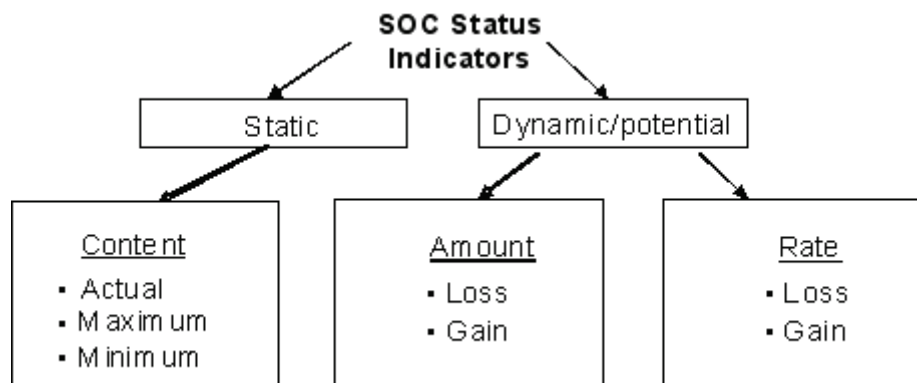 SOC Status
Indicators
Static
Dynamic/potential
Content
▪ Actual
▪ Maximum
▪ Minimum
Amount
▪ Loss
▪ Gain
Rate
▪ Loss
▪ Gain